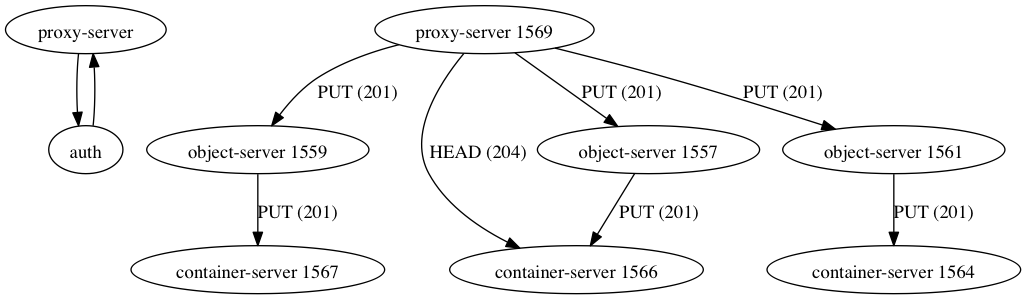 proxy-server
proxy-server 1569
PUT (201)
PUT (201)
PUT (201)
auth
object-server 1559
HEAD (204)
object-server 1557
object-server 1561
PUT (201)
PUT (201)
PUT (201)
container-server 1567
container-server 1566
container-server 1564